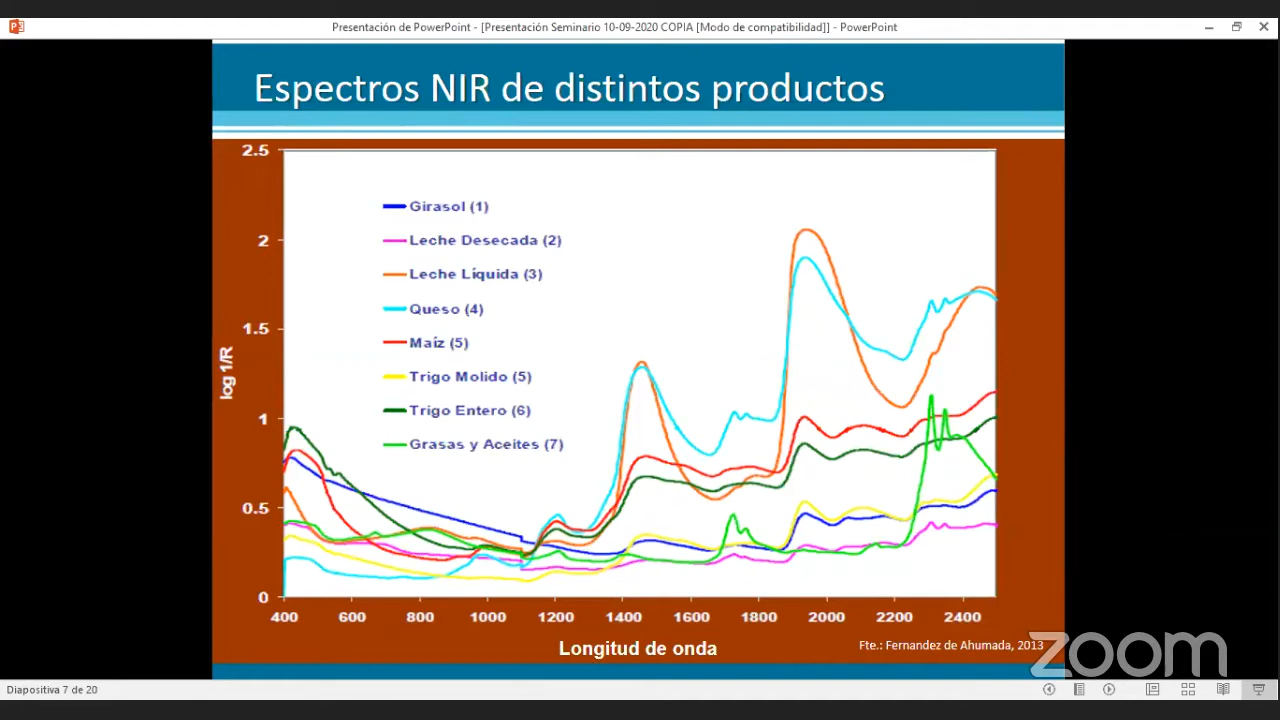 Presentación de PowerPoint - [Presentación Seminario 10-09-2020 COPIA [Modo de compatibilidad]] - PowerPoint
Espectros NIR de distintos productos
2.5
2
1.5
1
0.5
0
log 1/R
Girasol (1)
Leche Desecada (2)
Leche Líquida (3)
Queso (4)
Maíz (5)
Trigo Molido (5)
Trigo Entero (6)
Grasas y Aceites (7)
400 600 800 1000 1200 1400 1600 1800 2000 2200 2400
Longitud de onda
Fte.: Fernandez de Ahumada, 2013
zoom
Diapositiva 7 de 20